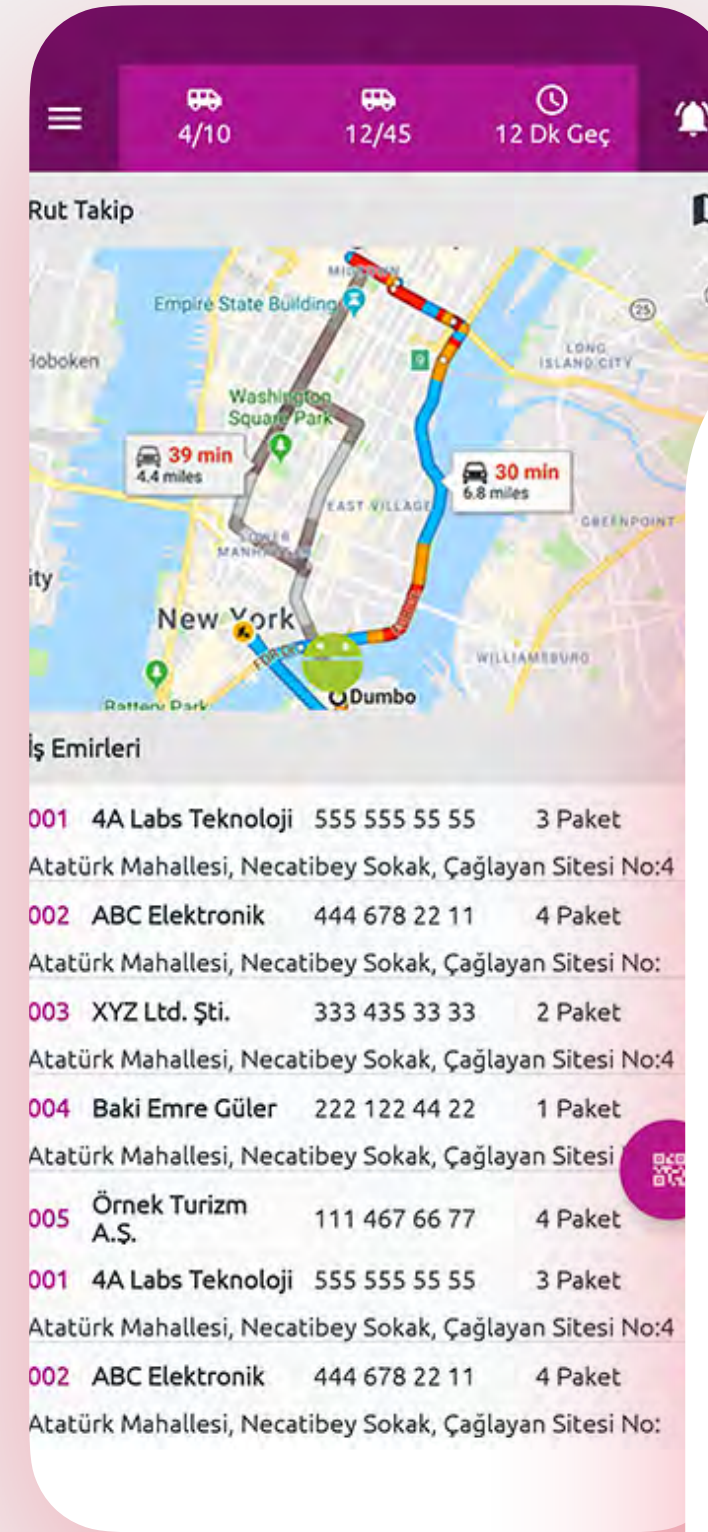 4/10 12/45 12 Dk Geç
Rut Takip
Empire State Building
25
LONG
ISLAND CITY
9
Washington
Square Park
39 min
4.4 miles
30 min
6.8 miles
EAST VILLAGE
GREENPOINT
LOWER
New York
WILLIAMSBURG
Dumbo
Battery Park
İş Emirleri
001 4A Labs Teknoloji 555 555 55 55 3 Paket
Atatürk Mahallesi, Necatibey Sokak, Çağlayan Sitesi No:4
002 ABC Elektronik 444 678 22 11 4 Paket
Atatürk Mahallesi, Necatibey Sokak, Çağlayan Sitesi No:
003 XYZ Ltd. Şti. 333 435 33 33 2 Paket
Atatürk Mahallesi, Necatibey Sokak, Çağlayan Sitesi No:4
004 Baki Emre Güler 222 122 44 22 1 Paket
Atatürk Mahallesi, Necatibey Sokak, Çağlayan Sitesi
005 Örnek Turizm A.Ş. 111 467 66 77 4 Paket
001 4A Labs Teknoloji 555 555 55 55 3 Paket
Atatürk Mahallesi, Necatibey Sokak, Çağlayan Sitesi No:4
002 ABC Elektronik 444 678 22 11 4 Paket
Atatürk Mahallesi, Necatibey Sokak, Çağlayan Sitesi No: